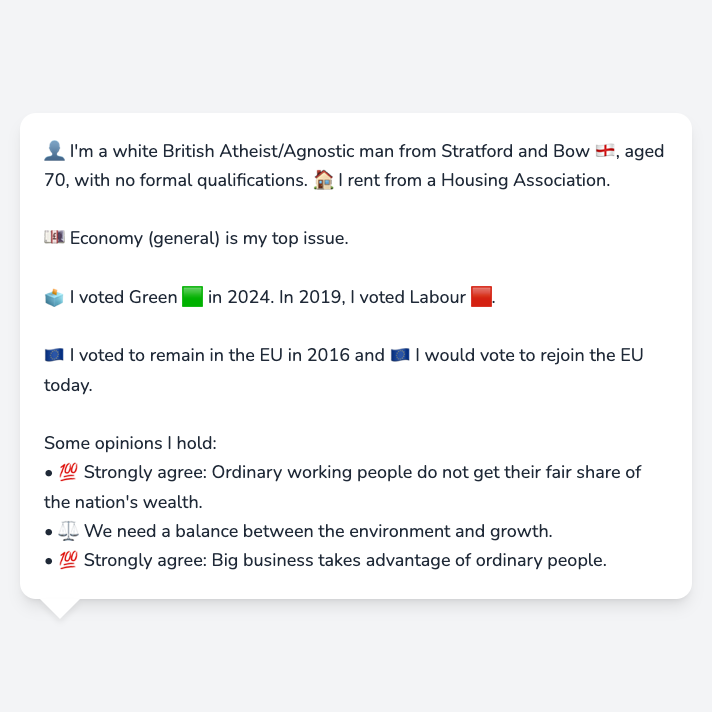 👤 I'm a white British Atheist/Agnostic man from Stratford and Bow 🏴󠁧󠁢󠁥󠁮󠁧󠁿, aged
70, with no formal qualifications. 🏠 I rent from a Housing Association.
💷 Economy (general) is my top issue.
🗳️ I voted Green 🟩 in 2024. In 2019, I voted Labour 🟥.
🇪🇺 I voted to remain in the EU in 2016 and 🇪🇺 I would vote to rejoin the EU
today.
Some opinions I hold:
• 💯 Strongly agree: Ordinary working people do not get their fair share of
the nation's wealth.
• ⚖️ We need a balance between the environment and growth.
• 💯 Strongly agree: Big business takes advantage of ordinary people.